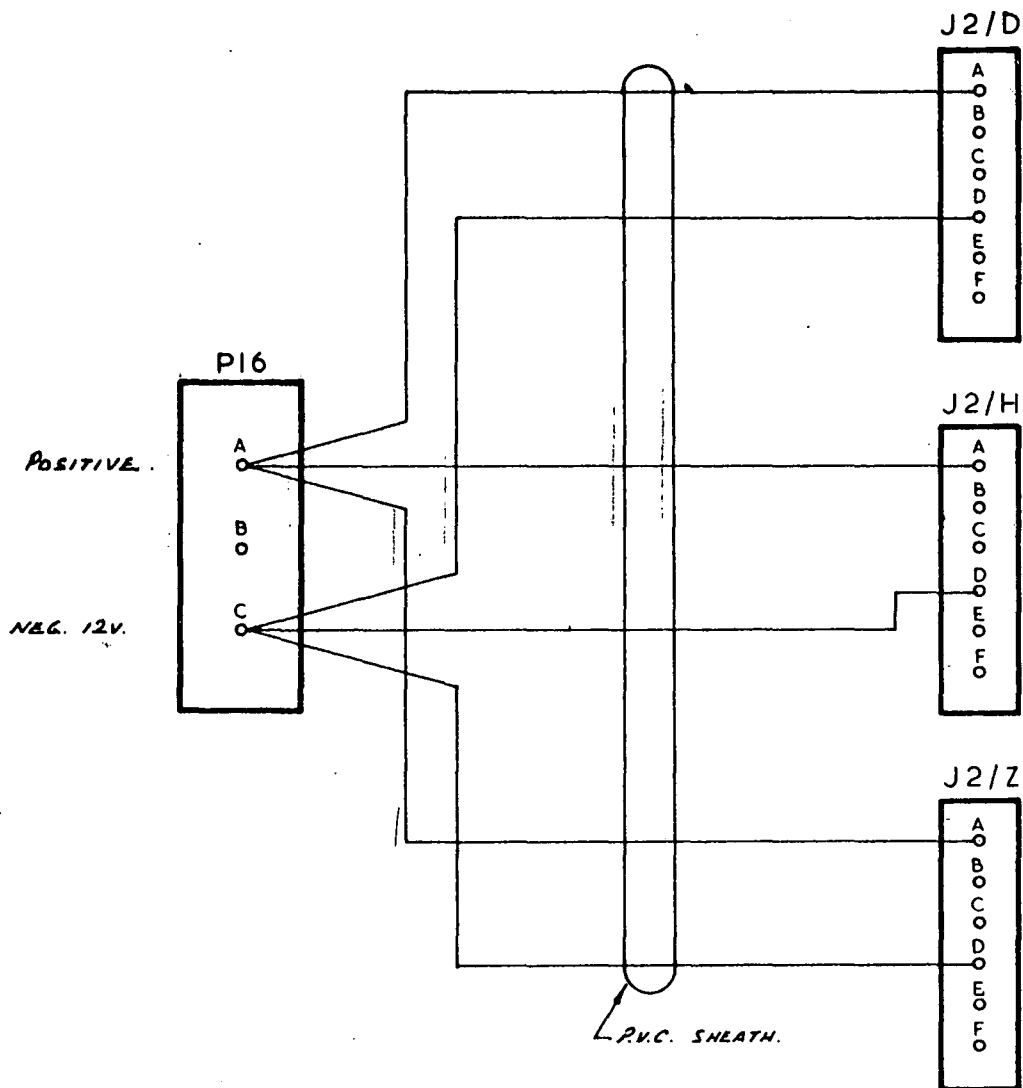 J2/D
A
B
C
D
E
F
P16
A
B
C
POSITIVE.
NEG. 12V.
J2/H
A
B
C
D
E
F
J2/Z
A
B
C
D
E
F
P.V.C. SHEATH.